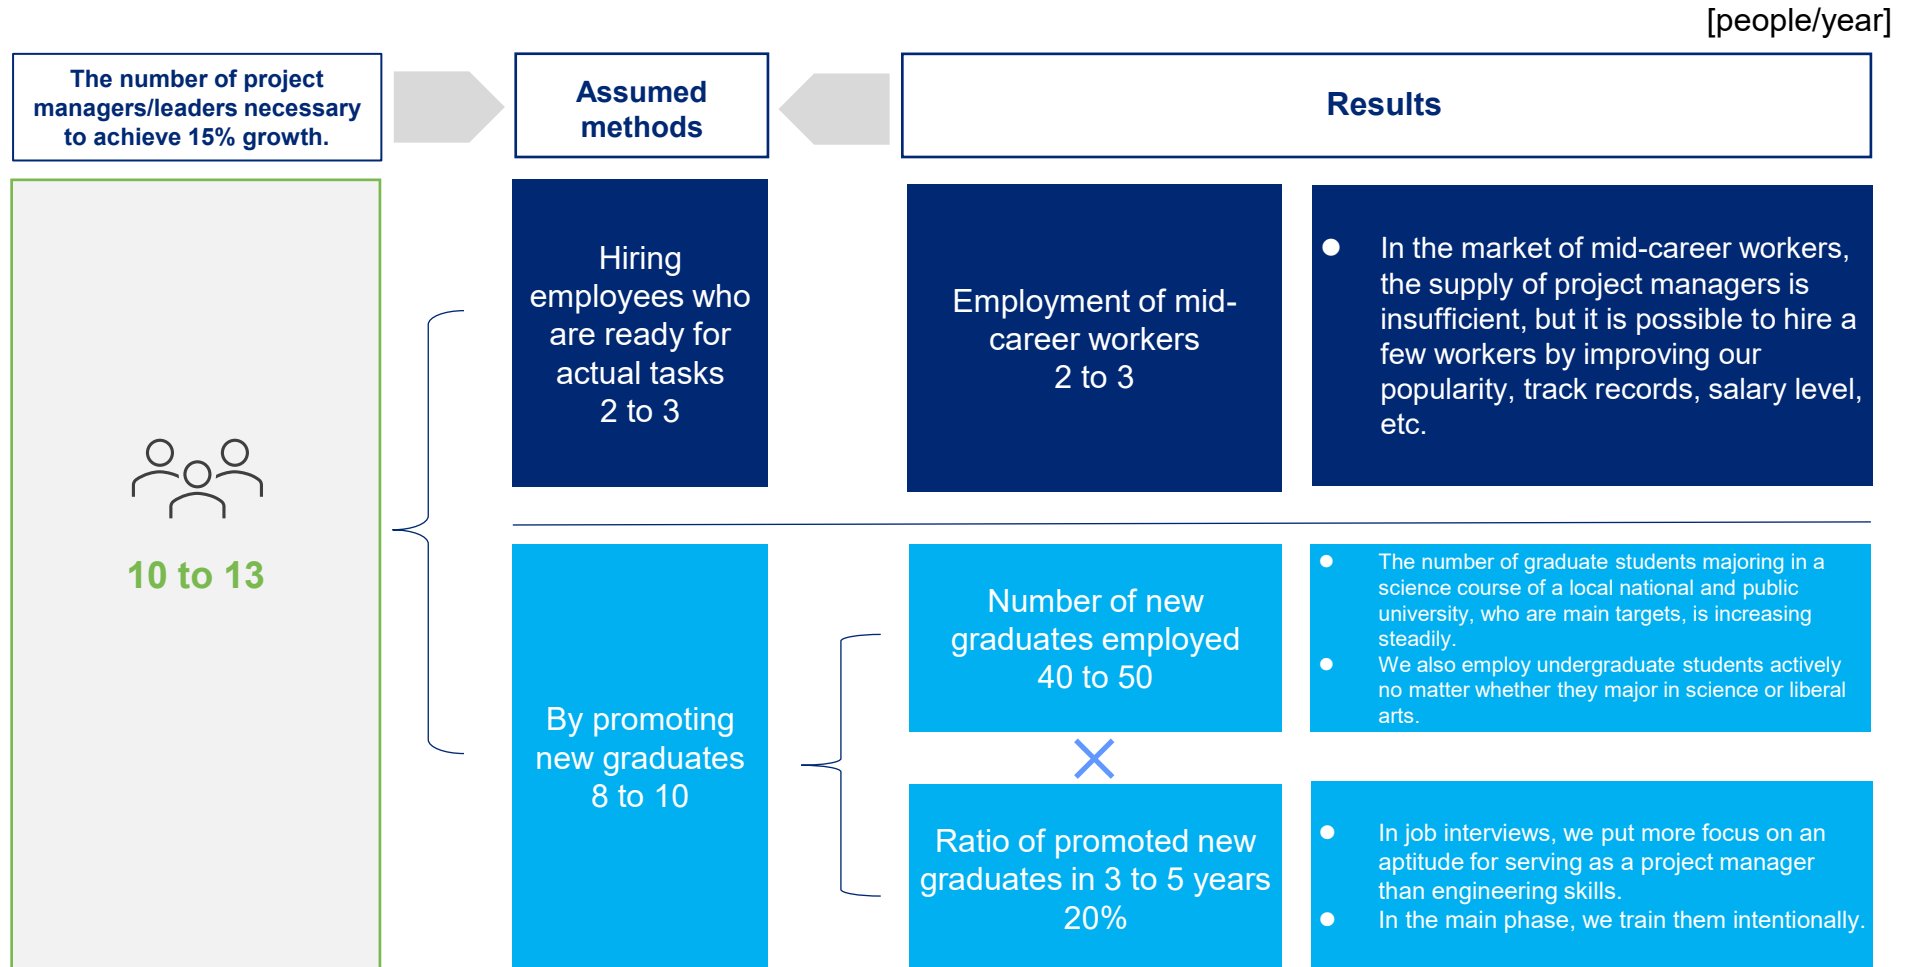 [people/year]
The number of project
managers/leaders necessary
to achieve 15% growth.
Assumed
methods
Results
10 to 13
Hiring
employees who
are ready for
actual tasks
2 to 3
Employment of mid-
career workers
2 to 3
● In the market of mid-career workers,
the supply of project managers is
insufficient, but it is possible to hire a
few workers by improving our
popularity, track records, salary level,
etc.
By promoting
new graduates
8 to 10
Number of new
graduates employed
40 to 50
● The number of graduate students majoring in a
science course of a local national and public
university, who are main targets, is increasing
steadily.
● We also employ undergraduate students actively
no matter whether they major in science or liberal
arts.
×
Ratio of promoted new
graduates in 3 to 5 years
20%
● In job interviews, we put more focus on an
aptitude for serving as a project manager
than engineering skills.
● In the main phase, we train them intentionally.